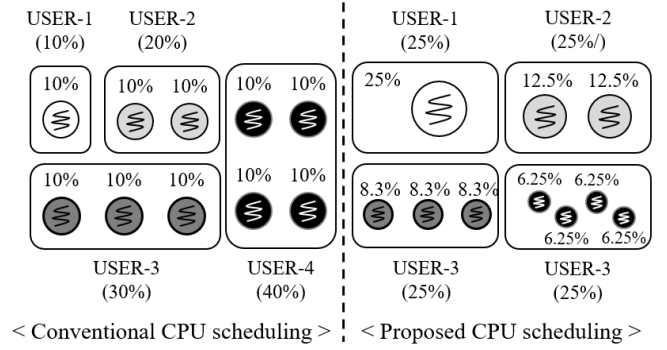 USER-1
(10%)
USER-2
(20%)
10%
10% 10%
10% 10%
10% 10% 10%
10% 10%
USER-3
(30%)
USER-4
(40%)
< Conventional CPU scheduling >
USER-1
(25%)
USER-2
(25%/)
25%
12.5% 12.5%
8.3% 8.3% 8.3%
6.25% 6.25%
6.25% 6.25%
USER-3
(25%)
USER-3
(25%)
< Proposed CPU scheduling >